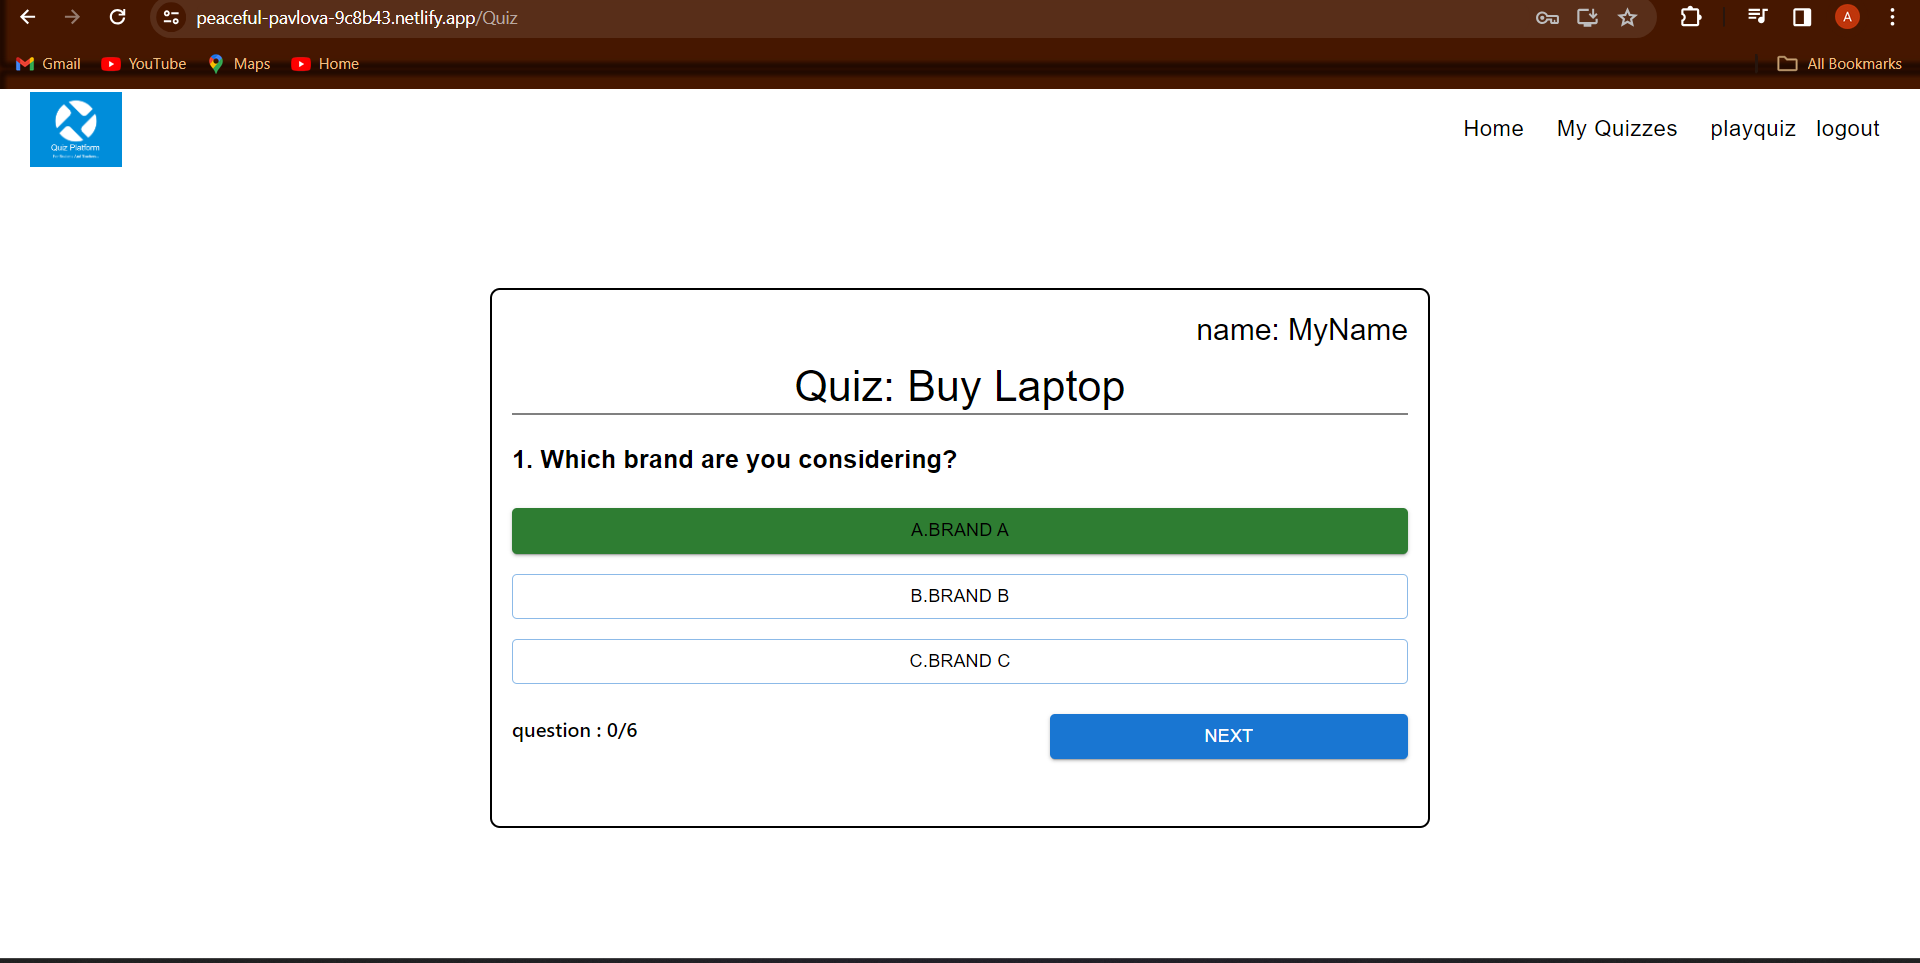 peaceful-pavlova-9c8b43.netlify.app/Quiz
A
Gmail YouTube Maps Home All Bookmarks
Quiz Platform
Home My Quizzes playquiz logout
name: MyName
Quiz: Buy Laptop
1. Which brand are you considering?
A.BRAND A
B.BRAND B
C.BRAND C
question : 0/6
NEXT